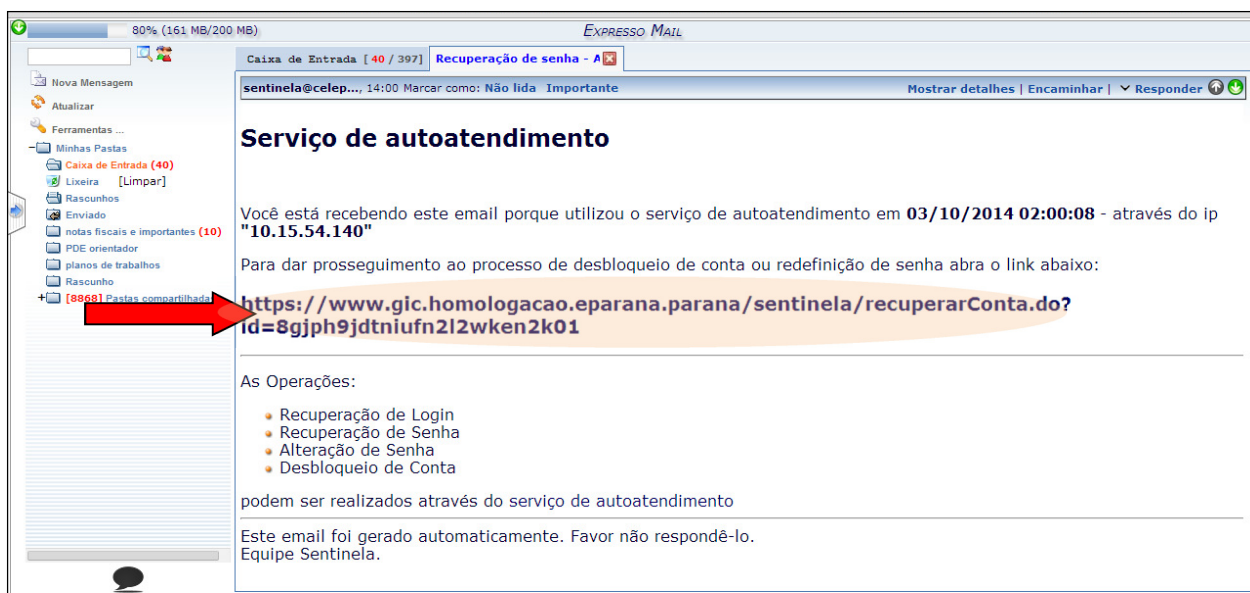 80% (161 MB/200 MB)
Expresso Mail
Caixa de Entrada [ 40 / 397]
Recuperação de senha - A
Nova Mensagem
Atualizar
Ferramentas ...
Minhas Pastas
Caixa de Entrada (40)
Lixeira [Limpar]
Rascunhos
Enviado
notas fiscais e importantes (10)
PDE orientador
planos de trabalhos
Rascunho
[8868] Pastas compartilhada
sentinela@celep..., 14:00 Marcar como: Não lida Importante
Mostrar detalhes | Encaminhar | Responder
Serviço de autoatendimento
Você está recebendo este email porque utilizou o serviço de autoatendimento em 03/10/2014 02:00:08 - através do ip
"10.15.54.140"
Para dar prosseguimento ao processo de desbloqueio de conta ou redefinição de senha abra o link abaixo:
https://www.gic.homologacao.eparana.parana/sentinela/recuperarConta.do?
id=8gjph9jdtniufn2l2wken2k01
As Operações:
Recuperação de Login
Recuperação de Senha
Alteração de Senha
Desbloqueio de Conta
podem ser realizados através do serviço de autoatendimento
Este email foi gerado automaticamente. Favor não respondê-lo.
Equipe Sentinela.